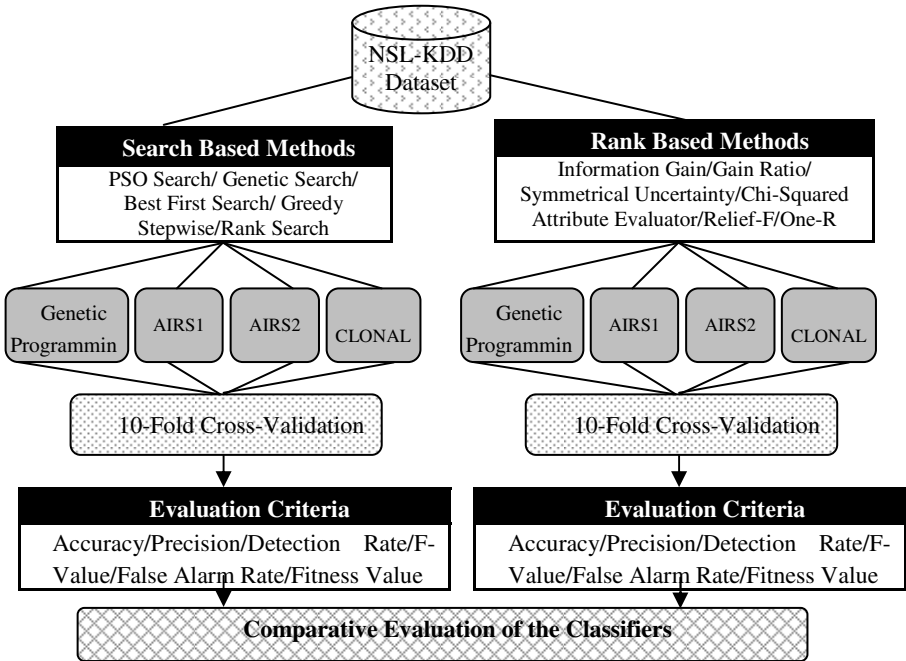 NSL-KDD
Dataset
Search Based Methods
PSO Search/ Genetic Search/
Best First Search/ Greedy
Stepwise/Rank Search
Rank Based Methods
Information Gain/Gain Ratio/
Symmetrical Uncertainty/Chi-Squared
Attribute Evaluator/Relief-F/One-R
Genetic
Programmin
AIRS1
AIRS2
CLONAL
Genetic
Programmin
AIRS1
AIRS2
CLONAL
10-Fold Cross-Validation
10-Fold Cross-Validation
Evaluation Criteria
Accuracy/Precision/Detection Rate/F-
Value/False Alarm Rate/Fitness Value
Evaluation Criteria
Accuracy/Precision/Detection Rate/F-
Value/False Alarm Rate/Fitness Value
Comparative Evaluation of the Classifiers